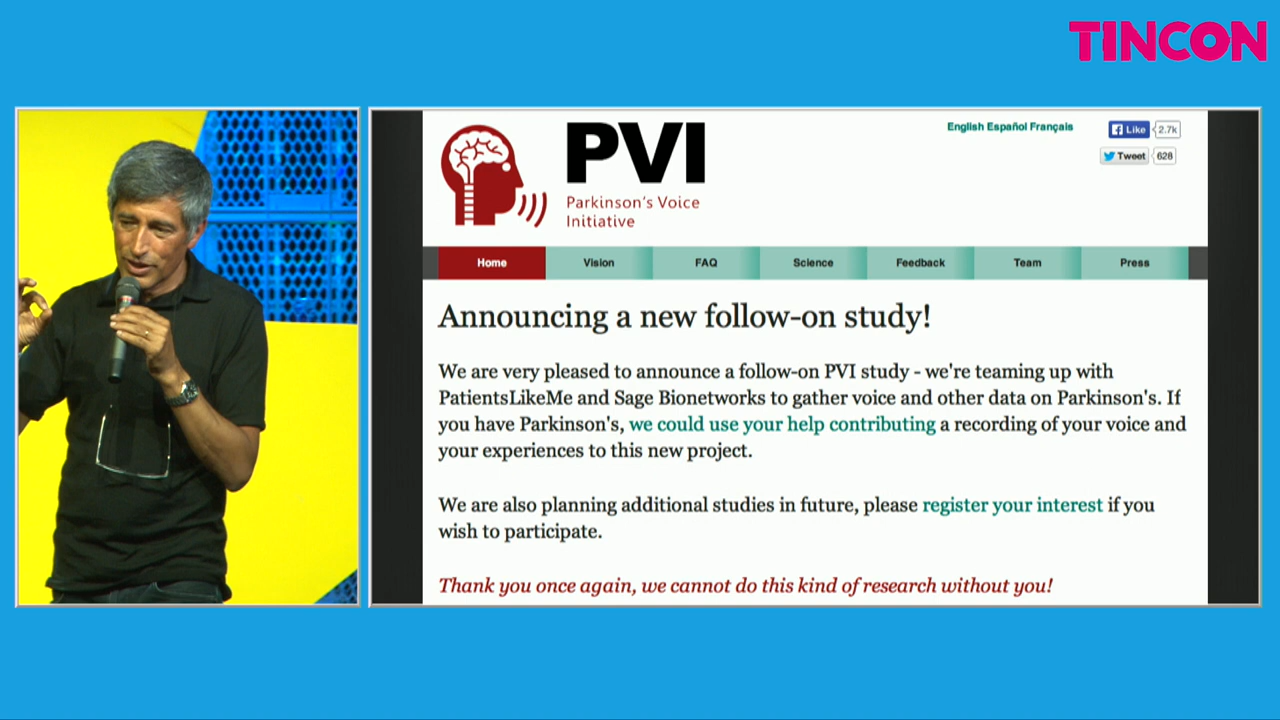 TINCON
PVI
Parkinson's Voice
Initiative
English Español Français
Like 2.7k
Tweet 628
Home Vision FAQ Science Feedback Team Press
Announcing a new follow-on study!
We are very pleased to announce a follow-on PVI study - we're teaming up with
PatientsLikeMe and Sage Bionetworks to gather voice and other data on Parkinson's. If
you have Parkinson's, we could use your help contributing a recording of your voice and
your experiences to this new project.
We are also planning additional studies in future, please register your interest if you
wish to participate.
Thank you once again, we cannot do this kind of research without you!